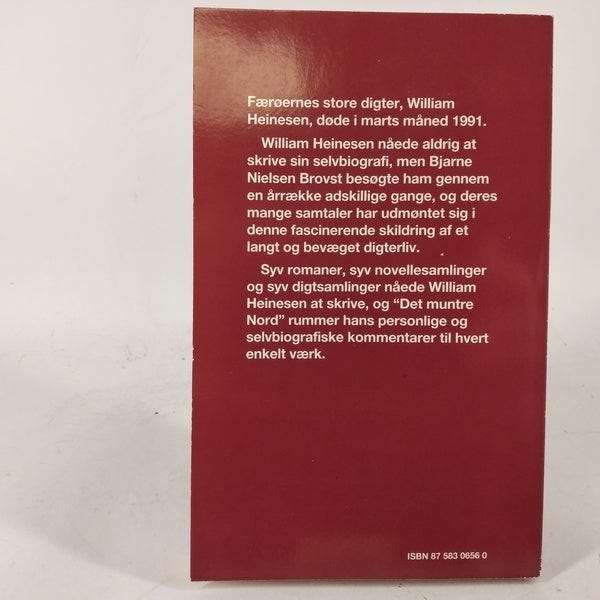 Færøernes store digter, William
Heinesen, døde i marts måned 1991.
William Heinesen nåede aldrig at
skrive sin selvbiografi, men Bjarne
Nielsen Brovst besøgte ham gennem
en årrække adskillige gange, og deres
mange samtaler har udmøntet sig i
denne fascinerende skildring af et
langt og bevæget digterliv.
Syv romaner, syv novellesamlinger
og syv digtsamlinger nåede William
Heinesen at skrive, og “Det muntre
Nord” rummer hans personlige og
selvbiografiske kommentarer til hvert
enkelt værk.
ISBN 87 583 0656 0